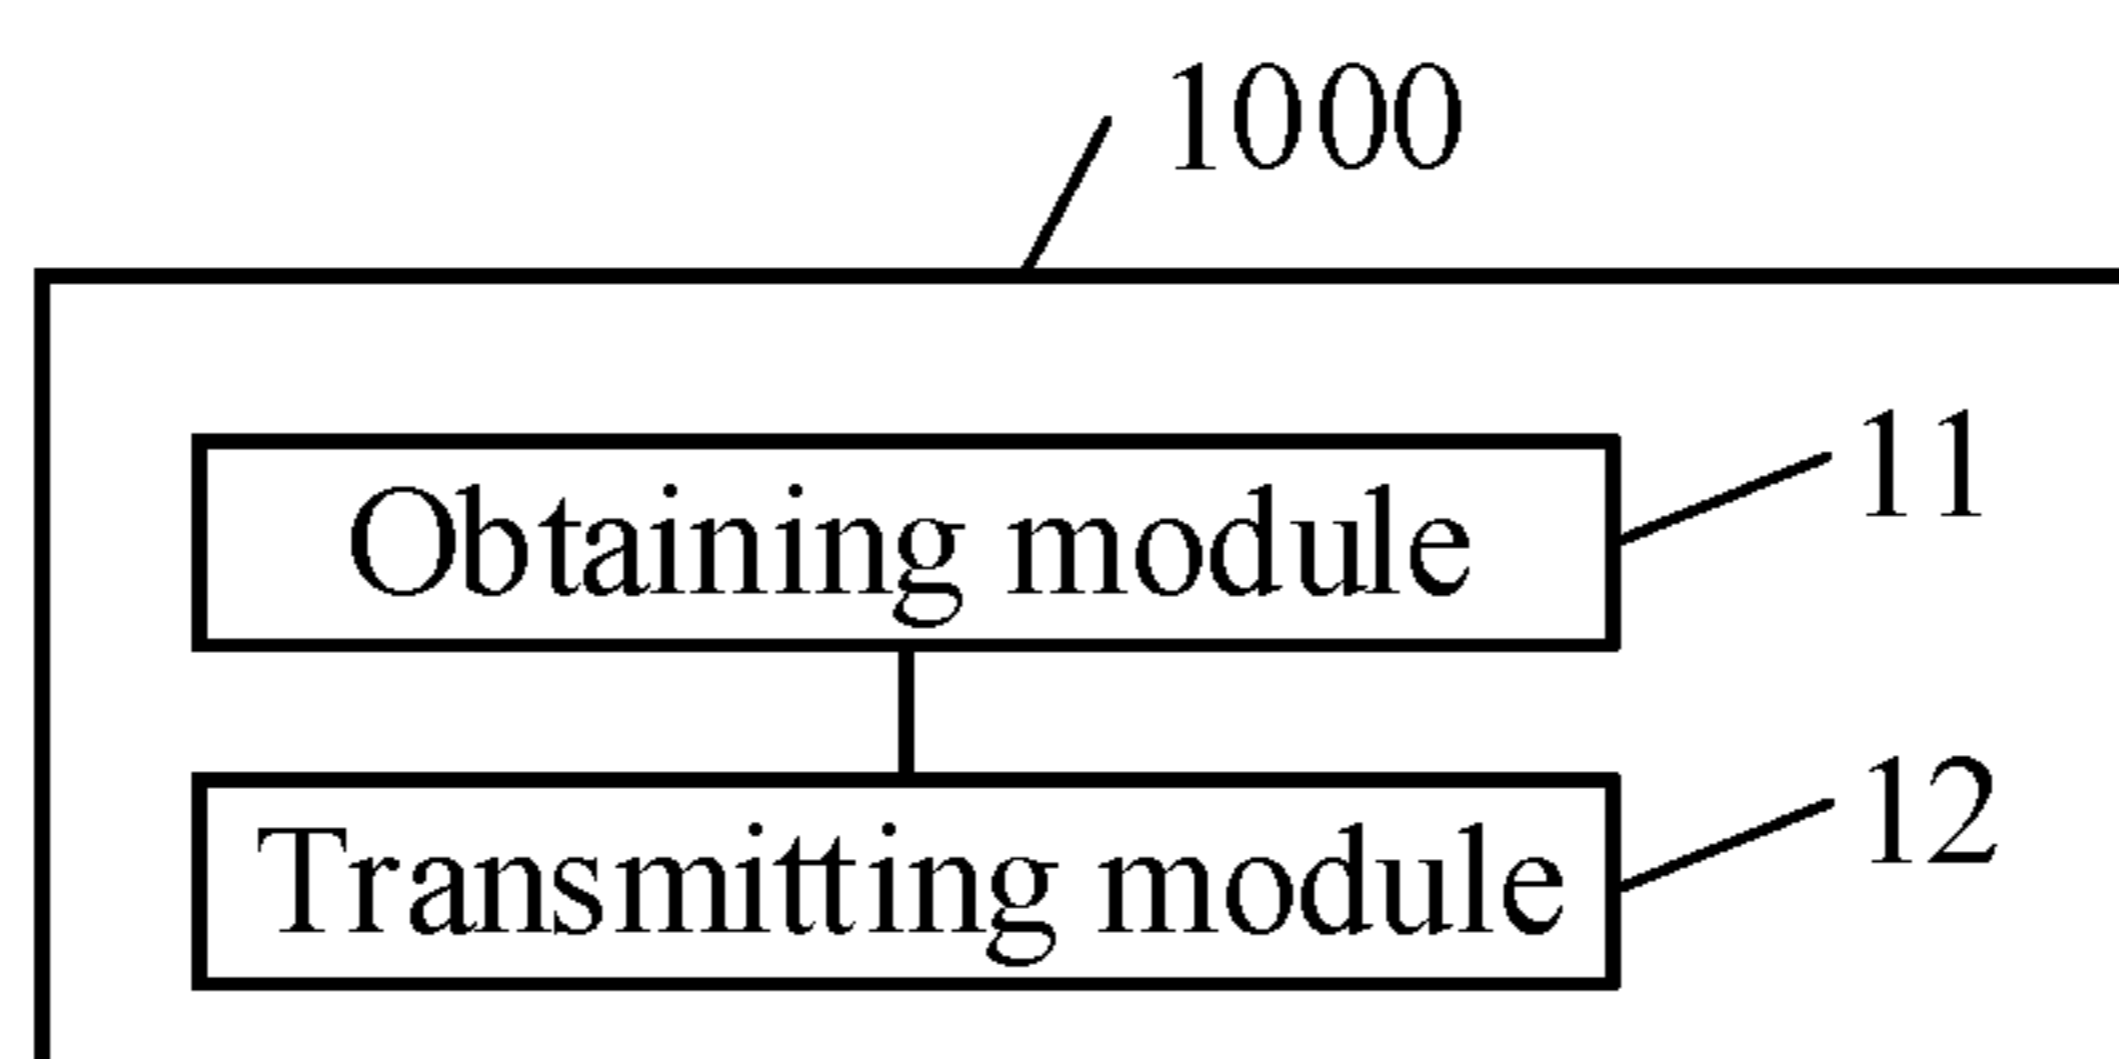 1000
11
Obtaining module
12
Transmitting module